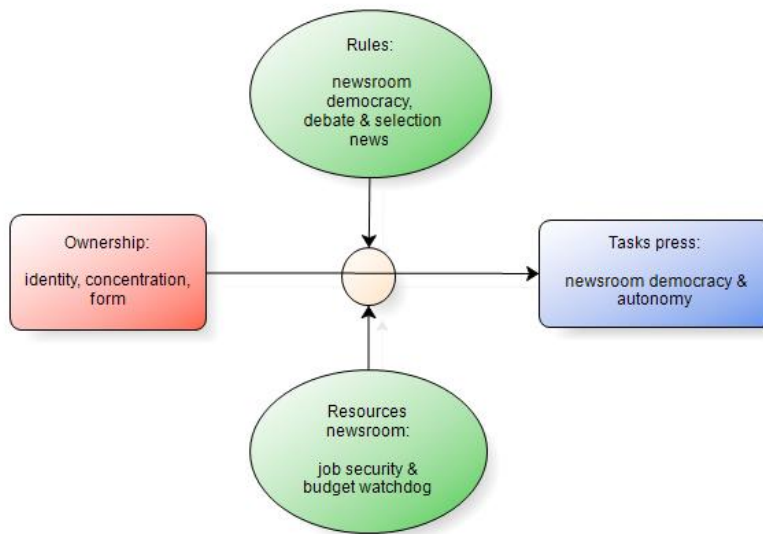 Rules:
newsroom
democracy,
debate & selection
news
Ownership:
identity, concentration,
form
Tasks press:
newsroom democracy &
autonomy
Resources
newsroom:
job security &
budget watchdog